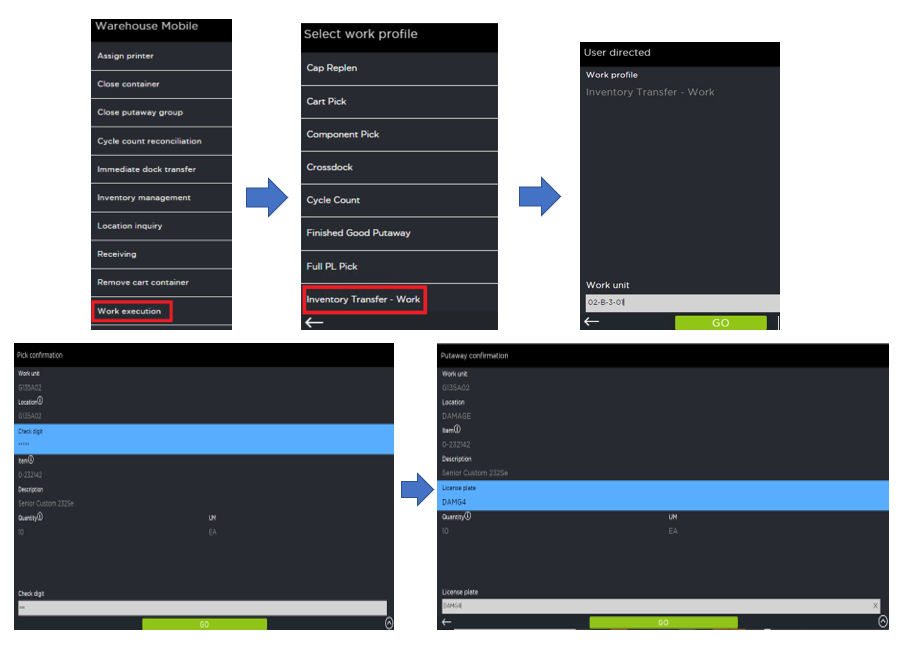 Warehouse Mobile
Assign printer
Close container
Close putaway group
Cycle count reconciliation
Immediate dock transfer
Inventory management
Location inquiry
Receiving
Remove cart container
Work execution
Select work profile
Cap Replen
Cart Pick
Component Pick
Crossdock
Cycle Count
Finished Good Putaway
Full PL Pick
Inventory Transfer - Work
User directed
Work profile
Inventory Transfer - Work
Work unit
02-B-3-01
GO
Pick confirmation
Work unit
G135A02
Location
G135A02
Check digit
*****
Item
0-232142
Description
Senior Custom 232Se
Quantity UM
10 EA
Check digit
GO
Putaway confirmation
Work unit
G135A02
Location
DAMAGE
Item
0-232142
Description
Senior Custom 232Se
License plate
DAMG4
Quantity UM
10 EA
License plate
DAMG4 X
GO